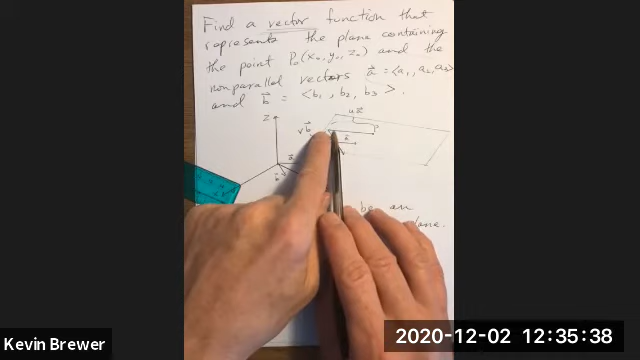 Find a vector function that
represents the plane containing
the point P₀(x₀, y₀, z₀) and the
nonparallel vectors a⃗ = <a₁, a₂, a₃>
and b⃗ = <b₁, b₂, b₃>.
z
u a⃗
v b⃗
a⃗
a⃗
b⃗
be an
plane.
Kevin Brewer
2020-12-02 12:35:38